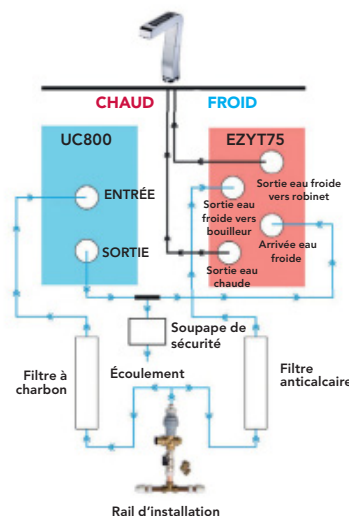 CHAUD FROID
UC800
EZYT75
ENTRÉE
SORTIE
Sortie eau froide
vers robinet
Sortie eau
froide vers
bouilleur
Arrivée eau
froide
Sortie eau
chaude
Soupape de
sécurité
Écoulement
Filtre à
charbon
Filtre
anticalcaire
Rail d'installation